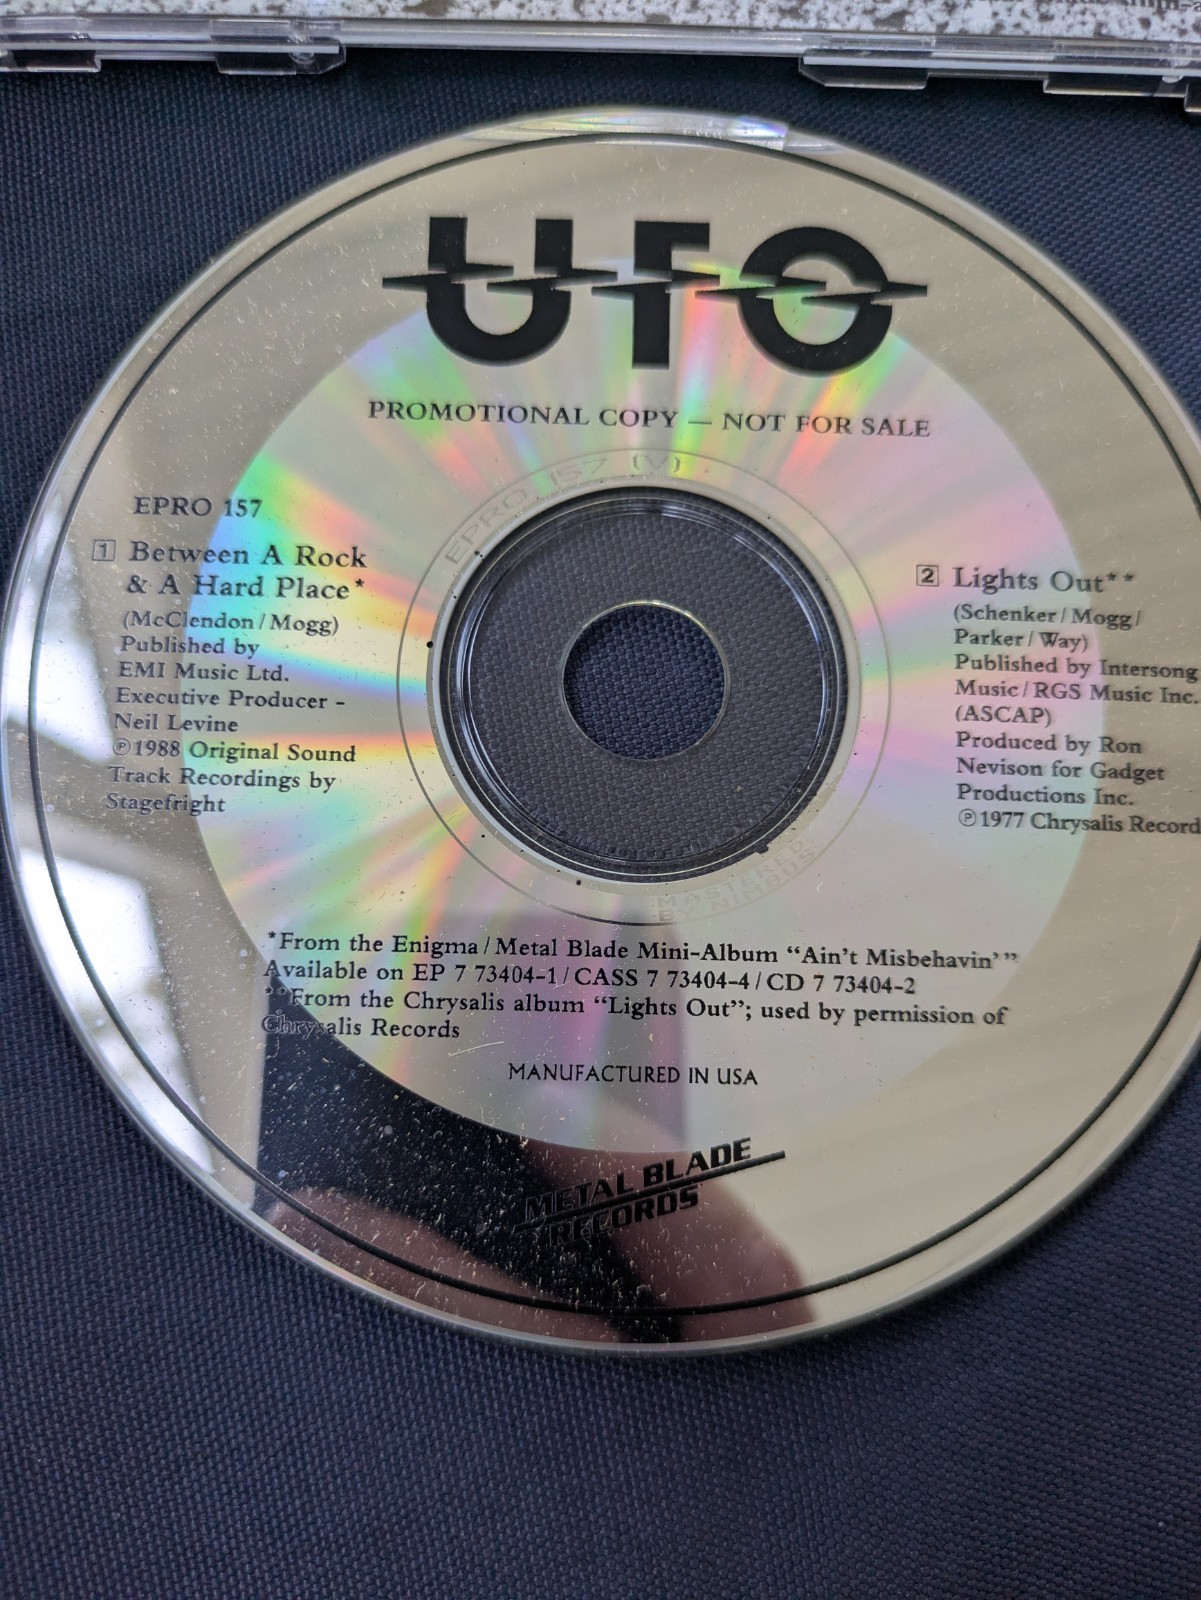 UFO
PROMOTIONAL COPY — NOT FOR SALE
EPRO 157 (V)
EPRO 157
1 Between A Rock
& A Hard Place*
(McClendon/Mogg)
Published by
EMI Music Ltd.
Executive Producer -
Neil Levine
℗1988 Original Sound
Track Recordings by
Stagefright
2 Lights Out**
(Schenker/Mogg/
Parker/Way)
Published by Intersong
Music/RGS Music Inc.
(ASCAP)
Produced by Ron
Nevison for Gadget
Productions Inc.
℗1977 Chrysalis Record
MASTERED
BY NIMBUS
*From the Enigma/Metal Blade Mini-Album “Ain't Misbehavin'”
Available on EP 7 73404-1/CASS 7 73404-4/CD 7 73404-2
**From the Chrysalis album “Lights Out”; used by permission of
Chrysalis Records
MANUFACTURED IN USA
METAL BLADE
RECORDS